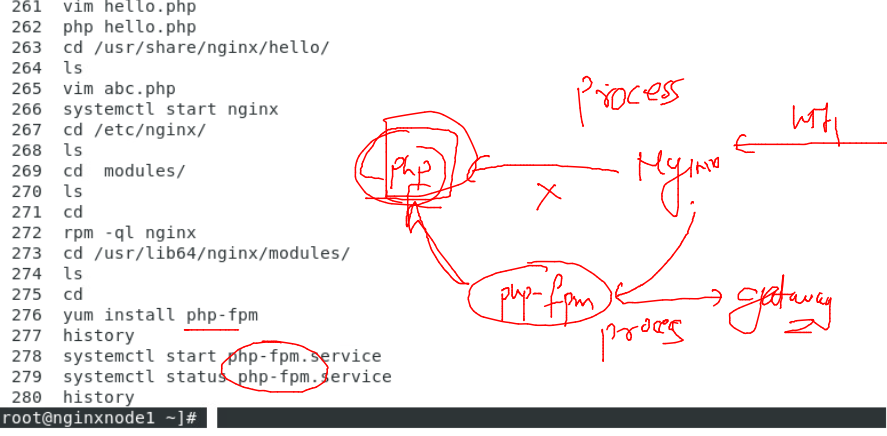 261 vim hello.php
262 php hello.php
263 cd /usr/share/nginx/hello/
264 ls
265 vim abc.php
266 systemctl start nginx
267 cd /etc/nginx/
268 ls
269 cd  modules/
270 ls
271 cd
272 rpm -ql nginx
273 cd /usr/lib64/nginx/modules/
274 ls
275 cd
276 yum install php-fpm
277 history
278 systemctl start php-fpm.service
279 systemctl status php-fpm.service
280 history
root@nginxnode1 ~]#
process
php
X
Nginx
php-fpm
gateway
proces